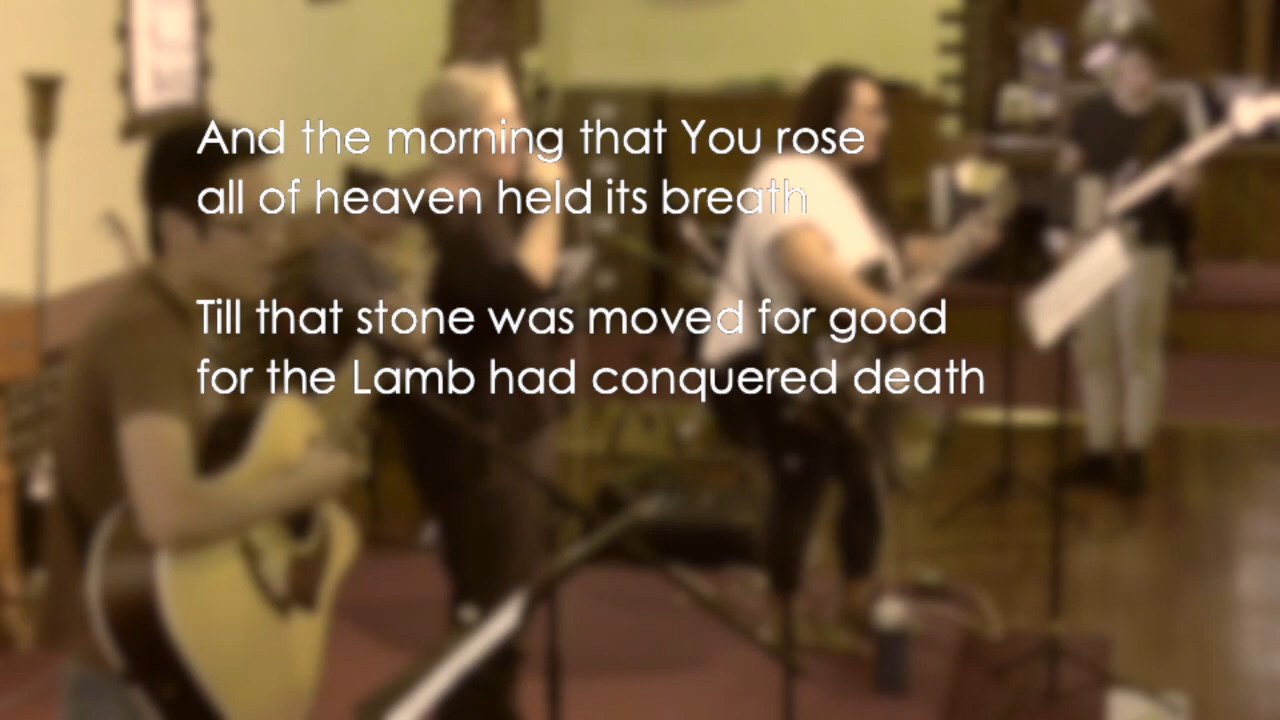 And the morning that You rose
all of heaven held its breath
Till that stone was moved for good
for the Lamb had conquered death